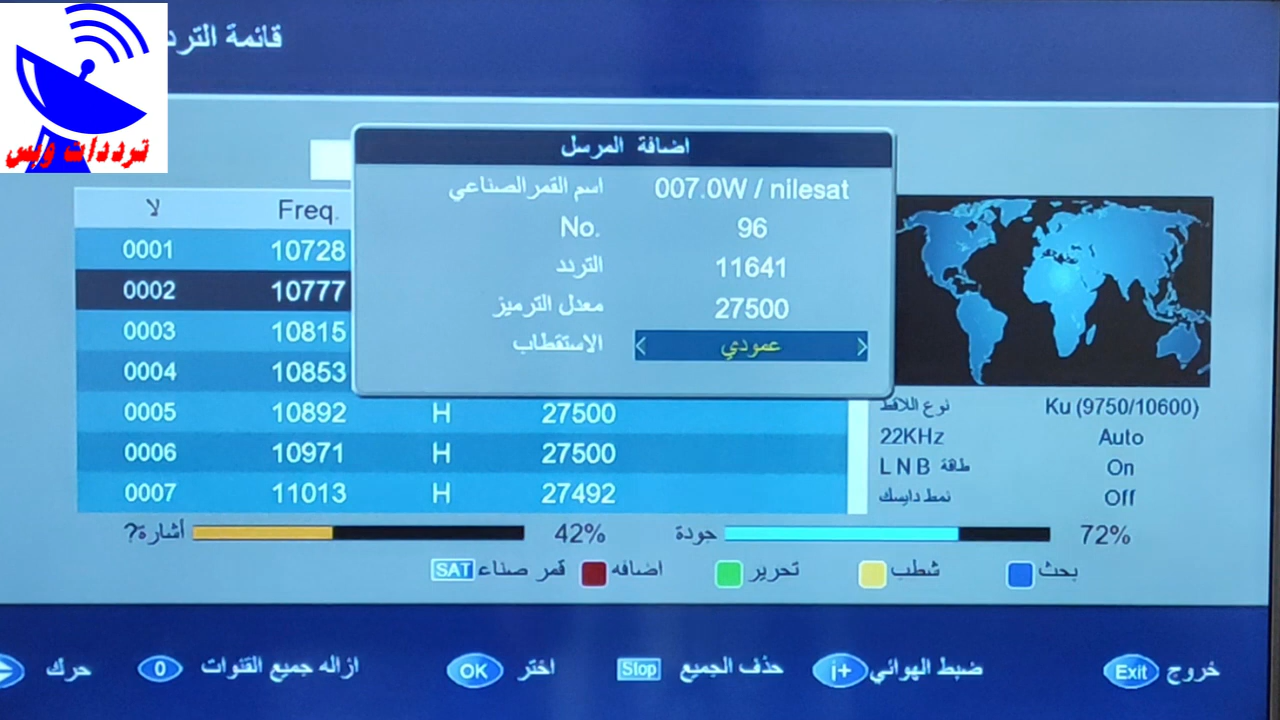 قائمة
ترددات وبس
اضافة المرسل
اسم القمر الصناعي 007.0W / nilesat
No. 96
التردد 11641
معدل الترميز 27500
الاستقطاب عمودي
لا Freq.
0001 10728
0002 10777
0003 10815
0004 10853
0005 10892 H 27500
0006 10971 H 27500
0007 11013 H 27492
نوع اللاقط Ku (9750/10600)
22KHz Auto
طاقة LNB On
نمط دايسك Off
أشارة? 42% جودة 72%
SAT قمر صناء اضافه تحرير شطب بحث
حرك 0 ازاله جميع القنوات OK اختر Stop حذف الجميع i+ ضبط الهوائي Exit خروج